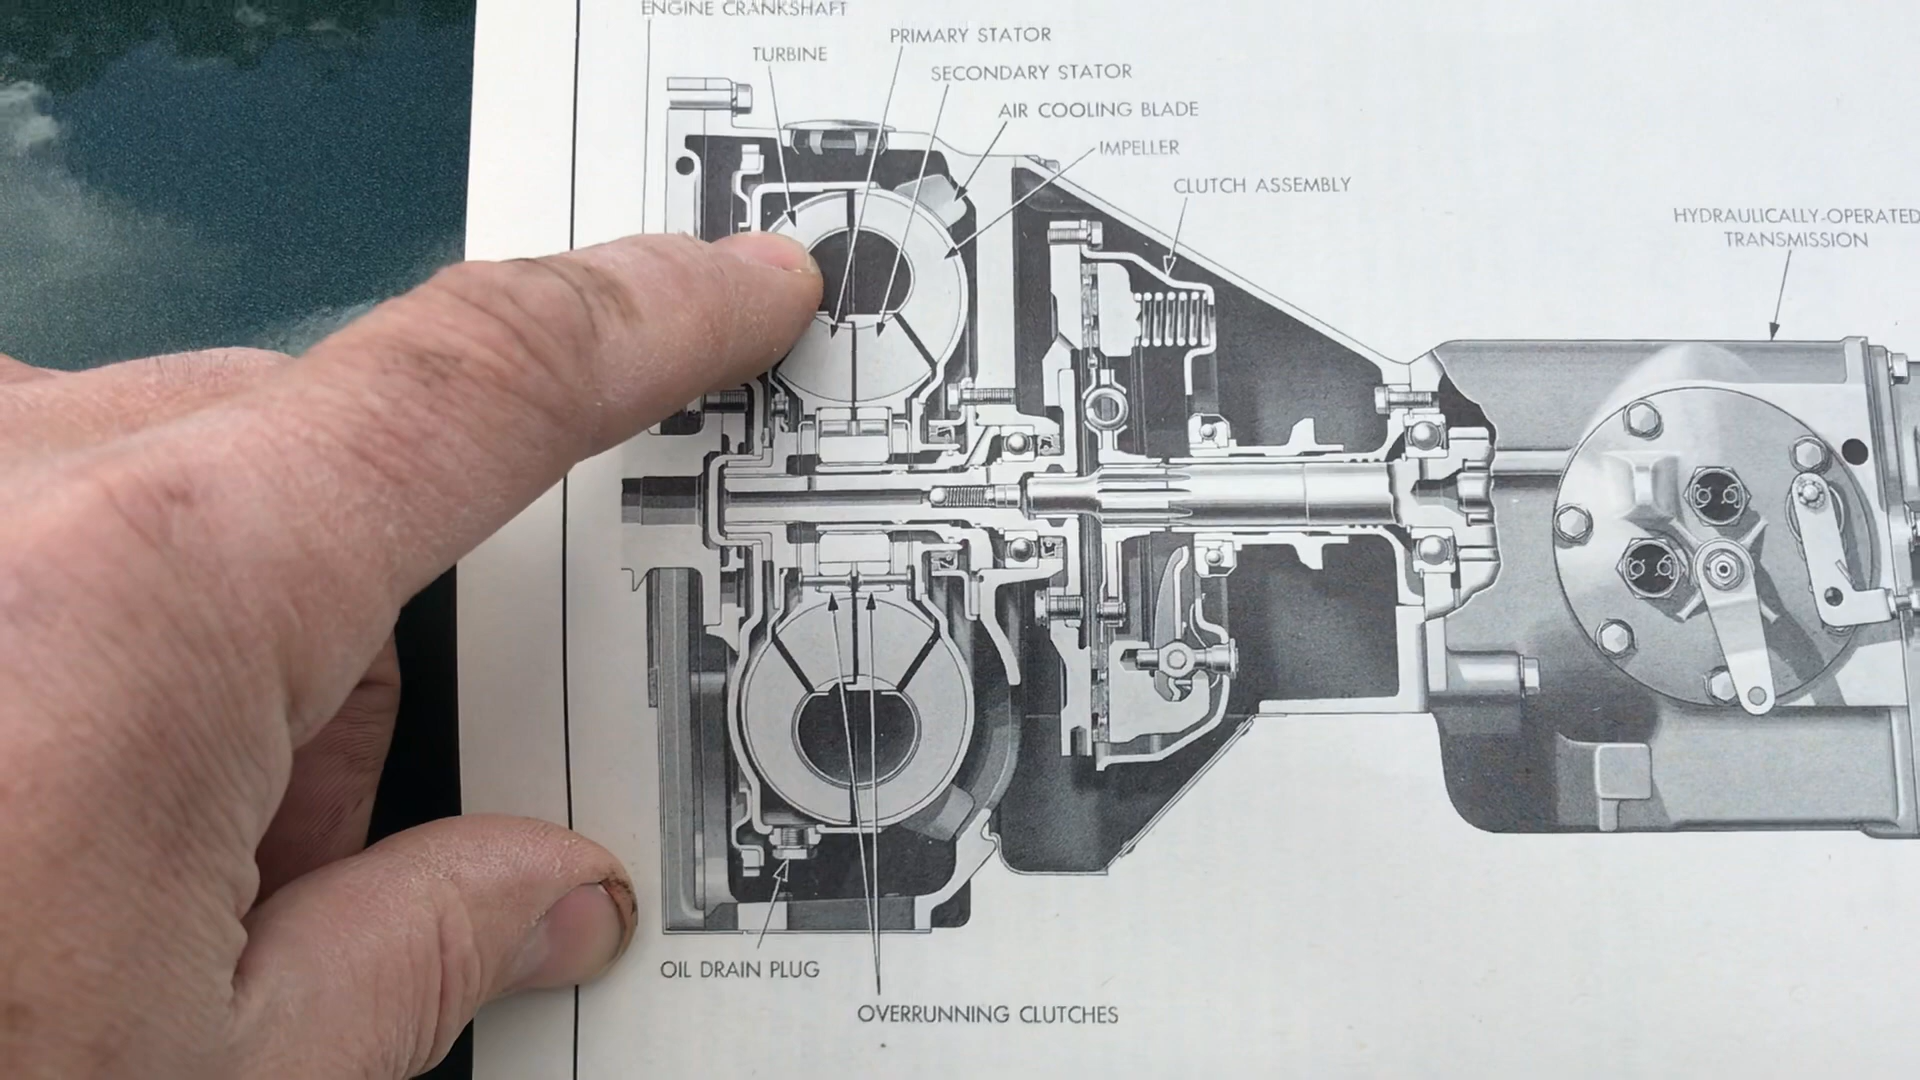 ENGINE CRANKSHAFT
PRIMARY STATOR
TURBINE
SECONDARY STATOR
AIR COOLING BLADE
IMPELLER
CLUTCH ASSEMBLY
HYDRAULICALLY-OPERATED
TRANSMISSION
OIL DRAIN PLUG
OVERRUNNING CLUTCHES